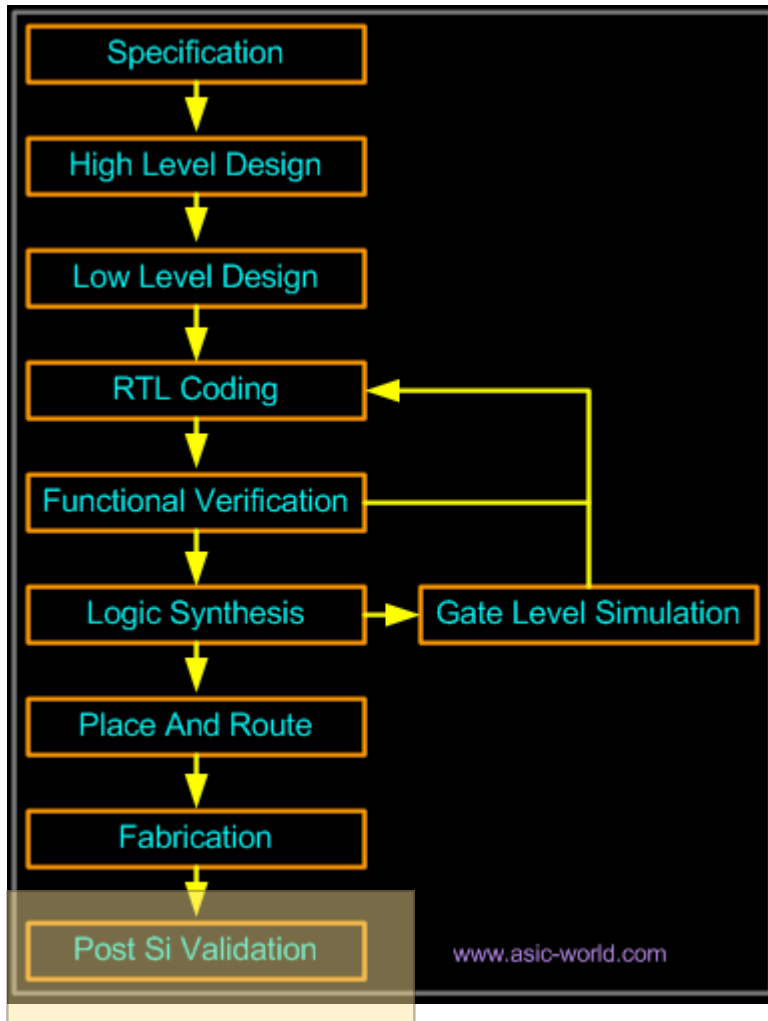 Specification
High Level Design
Low Level Design
RTL Coding
Functional Verification
Logic Synthesis
Gate Level Simulation
Place And Route
Fabrication
Post Si Validation
www.asic-world.com